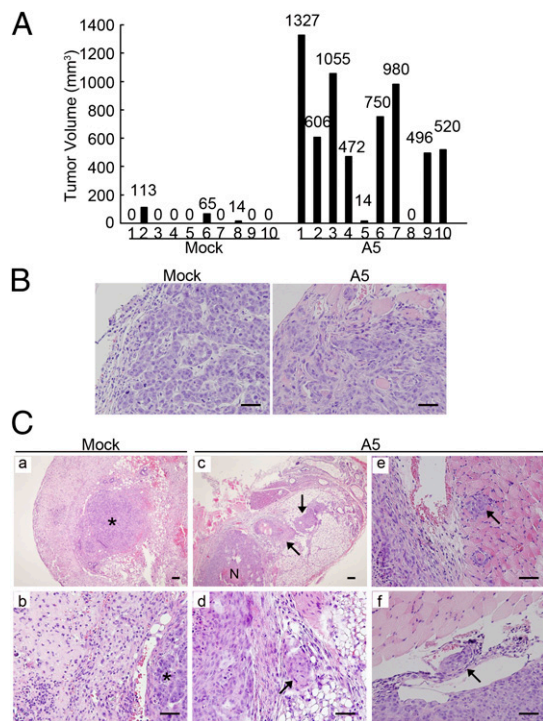 A
Tumor Volume (mm³)
1400
1200
1000
800
600
400
200
0
0 113 0 0 0 65 0 14 0 0
1327 606 1055 472 14 750 980 0 496 520
1 2 3 4 5 6 7 8 9 10
1 2 3 4 5 6 7 8 9 10
Mock
A5
B
Mock
A5
C
Mock
A5
a
*
c
N
e
b
*
d
f